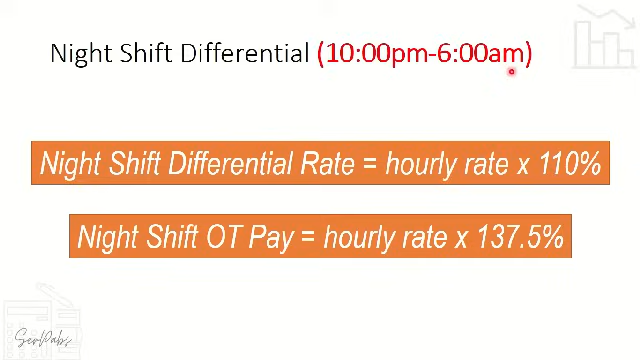 Night Shift Differential (10:00pm-6:00am)
Night Shift Differential Rate = hourly rate x 110%
Night Shift OT Pay = hourly rate x 137.5%
SerPabs